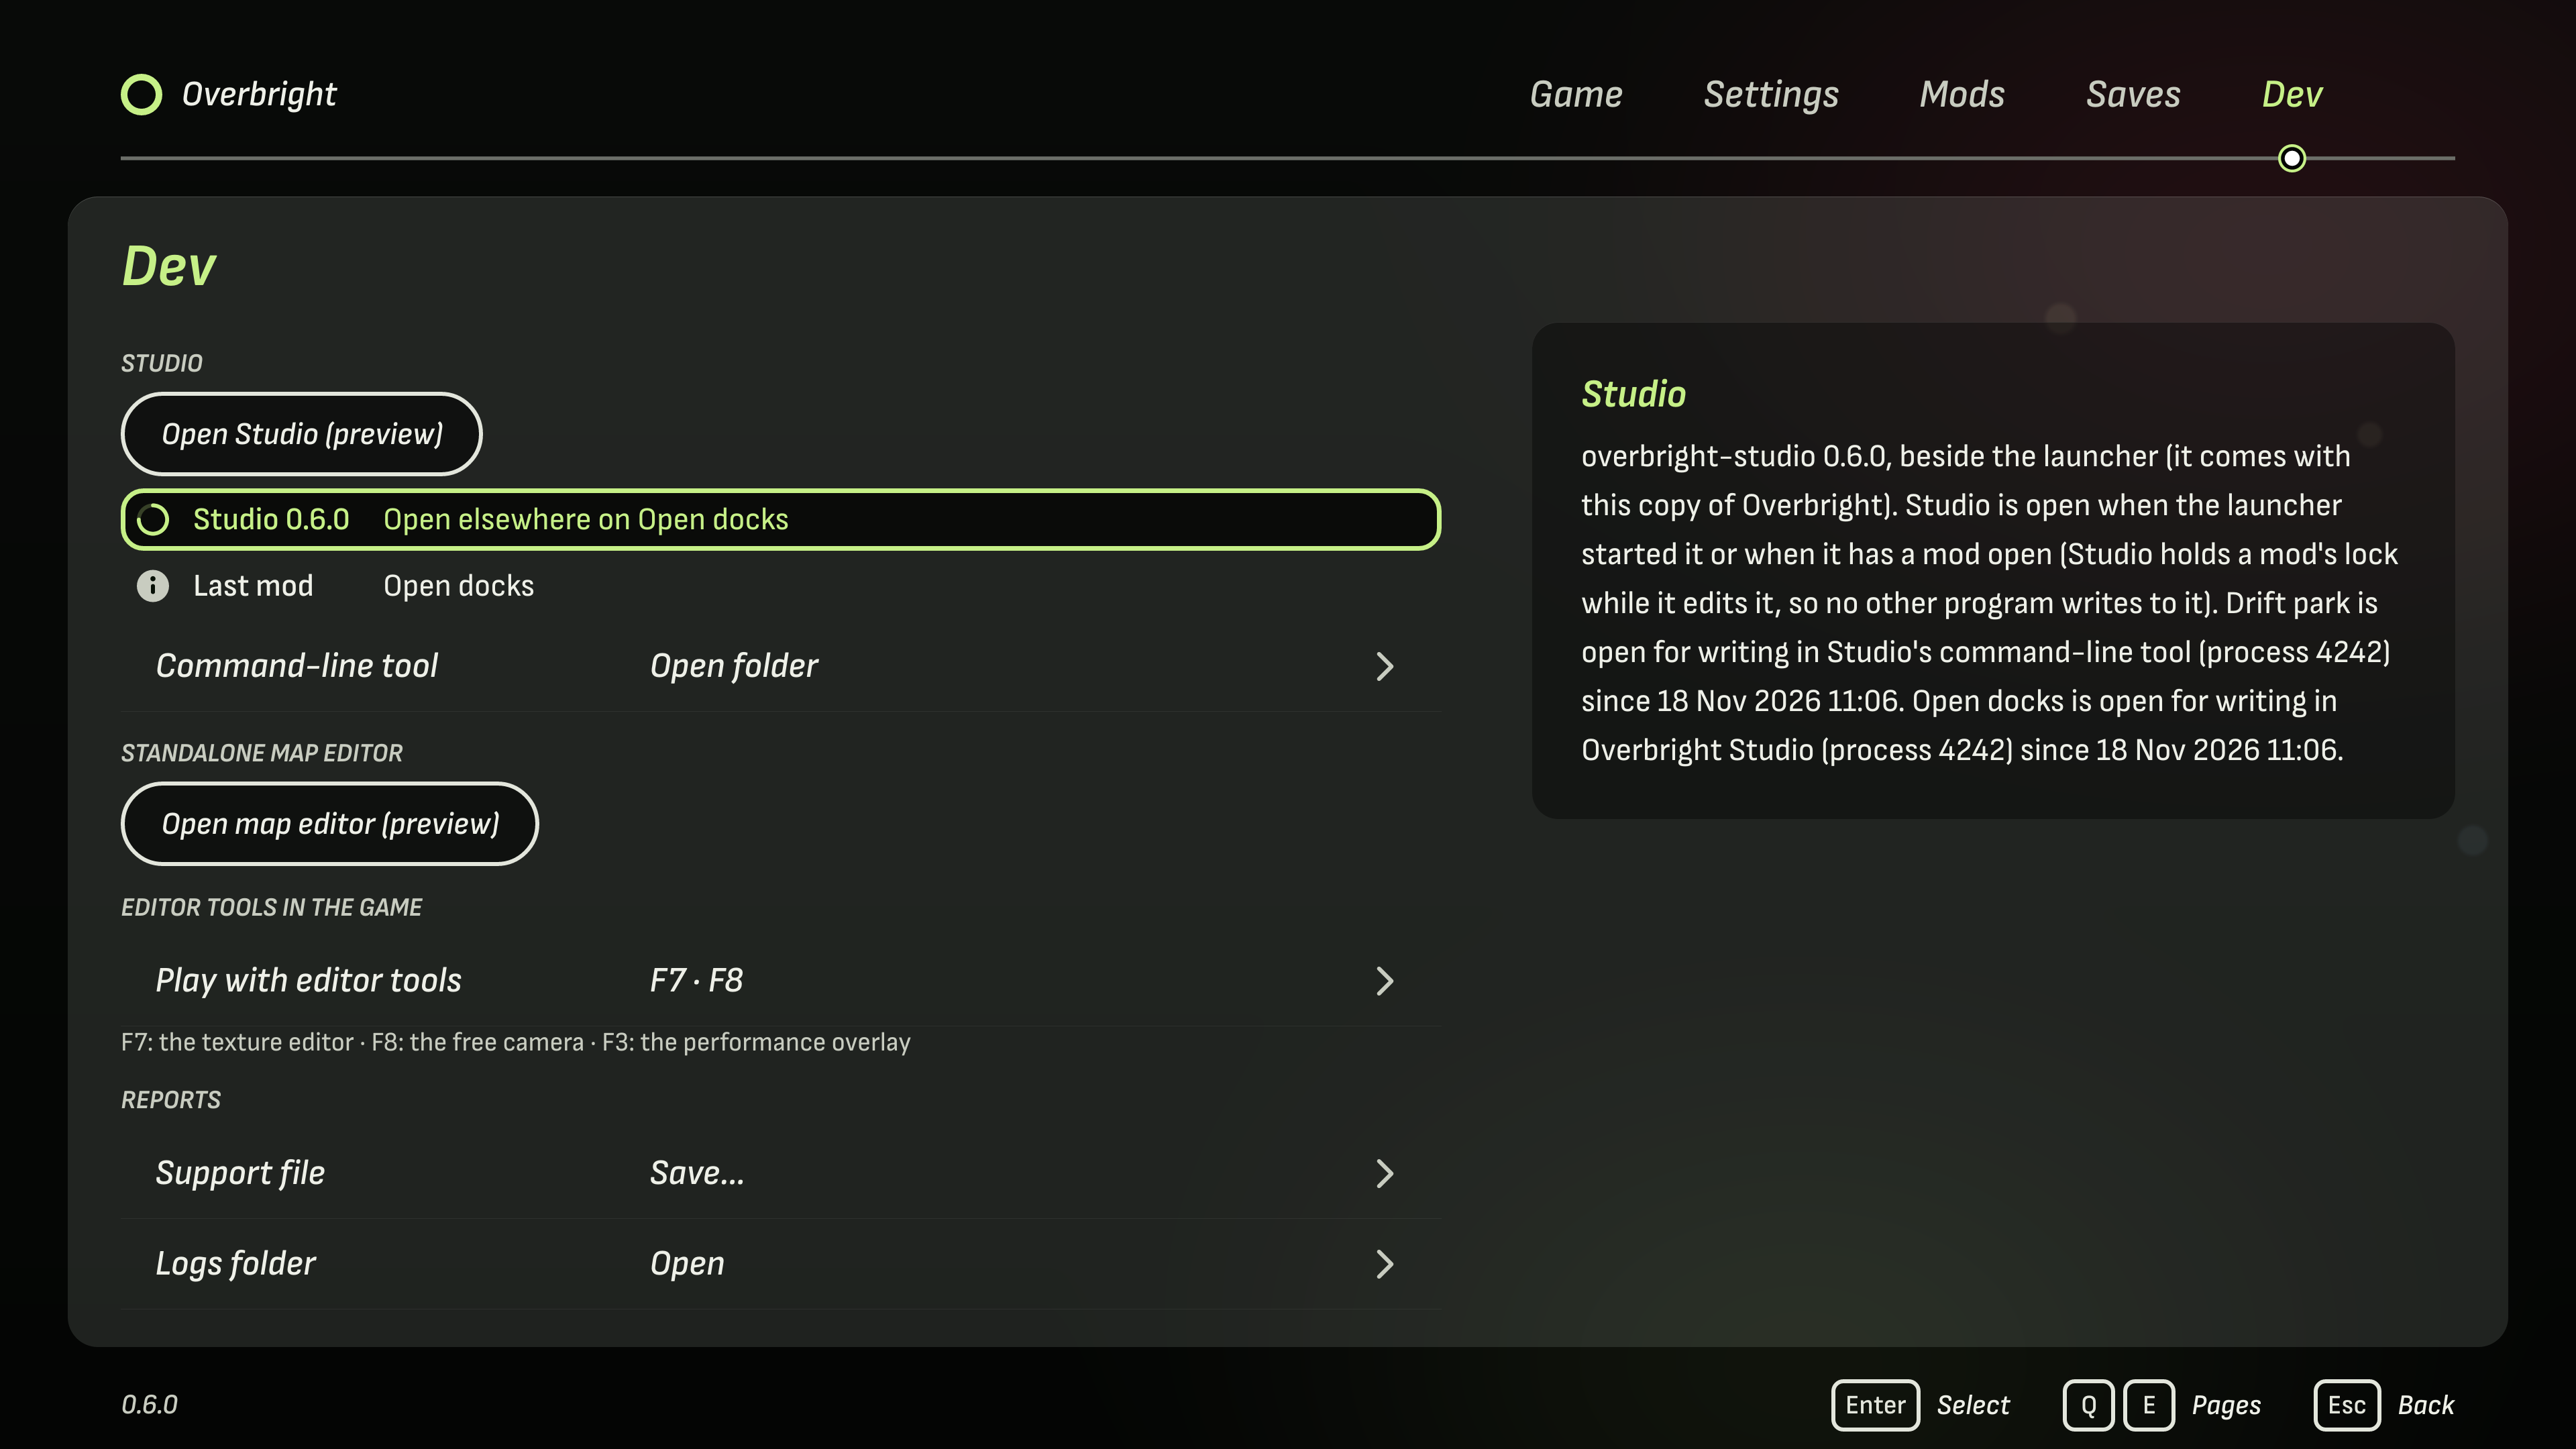 Overbright
Game
Settings
Mods
Saves
Dev
Dev
STUDIO
Open Studio (preview)
Studio 0.6.0
Open elsewhere on Open docks
Last mod
Open docks
Command-line tool
Open folder
STANDALONE MAP EDITOR
Open map editor (preview)
EDITOR TOOLS IN THE GAME
Play with editor tools
F7 · F8
F7: the texture editor · F8: the free camera · F3: the performance overlay
REPORTS
Support file
Save...
Logs folder
Open
Studio
overbright-studio 0.6.0, beside the launcher (it comes with
this copy of Overbright). Studio is open when the launcher
started it or when it has a mod open (Studio holds a mod's lock
while it edits it, so no other program writes to it). Drift park is
open for writing in Studio's command-line tool (process 4242)
since 18 Nov 2026 11:06. Open docks is open for writing in
Overbright Studio (process 4242) since 18 Nov 2026 11:06.
0.6.0
Enter
Select
Q
E
Pages
Esc
Back